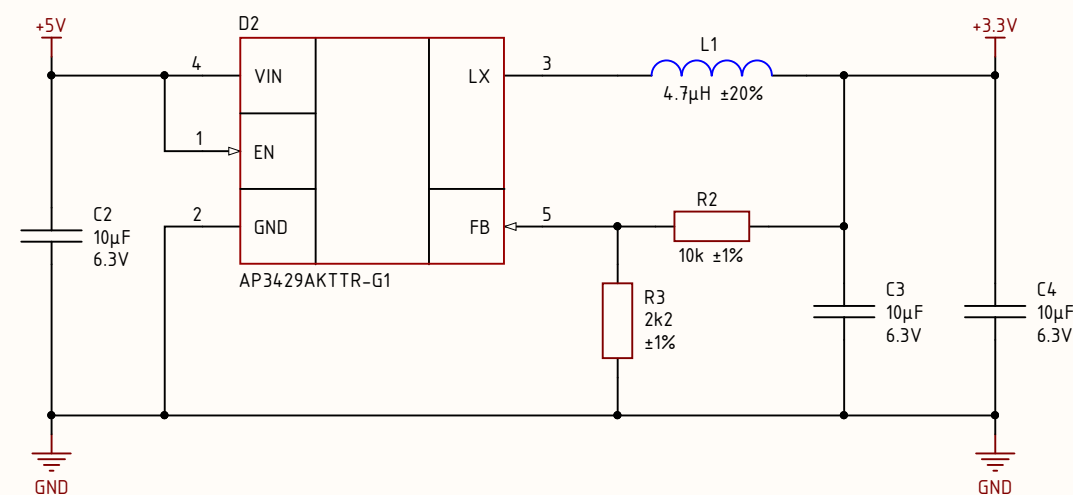 +5V
D2
+3.3V
L1
4.7µH ±20%
4
VIN
LX
3
1
EN
C2
10µF
6.3V
2
GND
FB
5
R2
10k ±1%
AP3429AKTTR-G1
R3
2k2
±1%
C3
10µF
6.3V
C4
10µF
6.3V
GND
GND